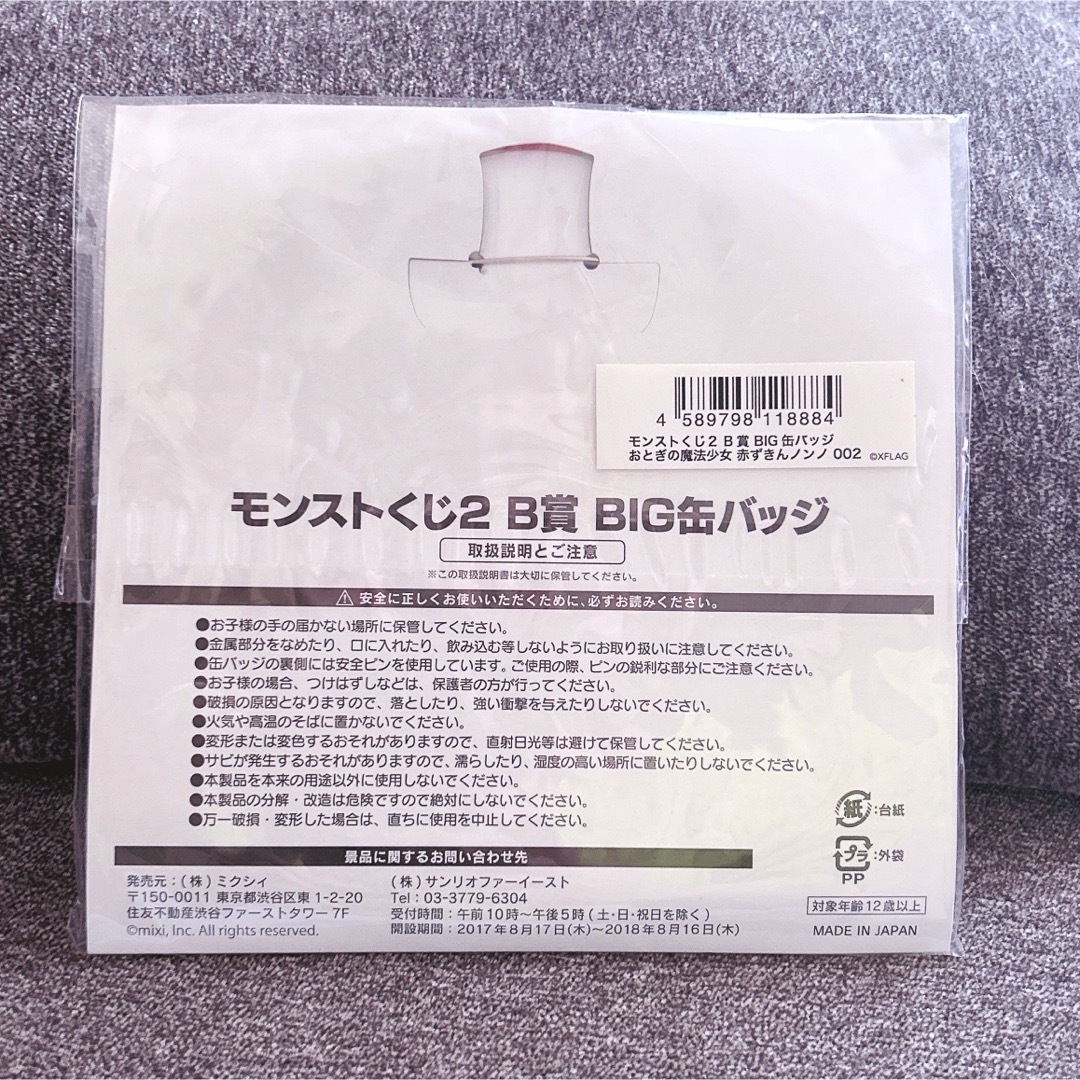 4 589798 118884
モンストくじ2 B賞 BIG缶バッジ
おとぎの魔法少女 赤ずきんノンノ 002 ©XFLAG
モンストくじ2 B賞 BIG缶バッジ
取扱説明とご注意
※この取扱説明書は大切に保管してください。
⚠ 安全に正しくお使いいただくために、必ずお読みください。
●お子様の手の届かない場所に保管してください。
●金属部分をなめたり、口に入れたり、飲み込む等しないようにお取り扱いに注意してください。
●缶バッジの裏側には安全ピンを使用しています。ご使用の際、ピンの鋭利な部分にご注意ください。
●お子様の場合、つけはずしなどは、保護者の方が行ってください。
●破損の原因となりますので、落としたり、強い衝撃を与えたりしないでください。
●火気や高温のそばに置かないでください。
●変形または変色するおそれがありますので、直射日光等は避けて保管してください。
●サビが発生するおそれがありますので、濡らしたり、湿度の高い場所に置いたりしないでください。
●本製品を本来の用途以外に使用しないでください。
●本製品の分解・改造は危険ですので絶対にしないでください。
●万一破損・変形した場合は、直ちに使用を中止してください。
紙:台紙
プラ:外袋
PP
景品に関するお問い合わせ先
発売元:(株)ミクシィ
〒150-0011 東京都渋谷区東 1-2-20
住友不動産渋谷ファーストタワー 7F
©mixi, Inc. All rights reserved.
(株)サンリオファーイースト
Tel:03-3779-6304
受付時間:午前10時〜午後5時(土・日・祝日を除く)
開設期間:2017年8月17日(木)〜2018年8月16日(木)
対象年齢12歳以上
MADE IN JAPAN